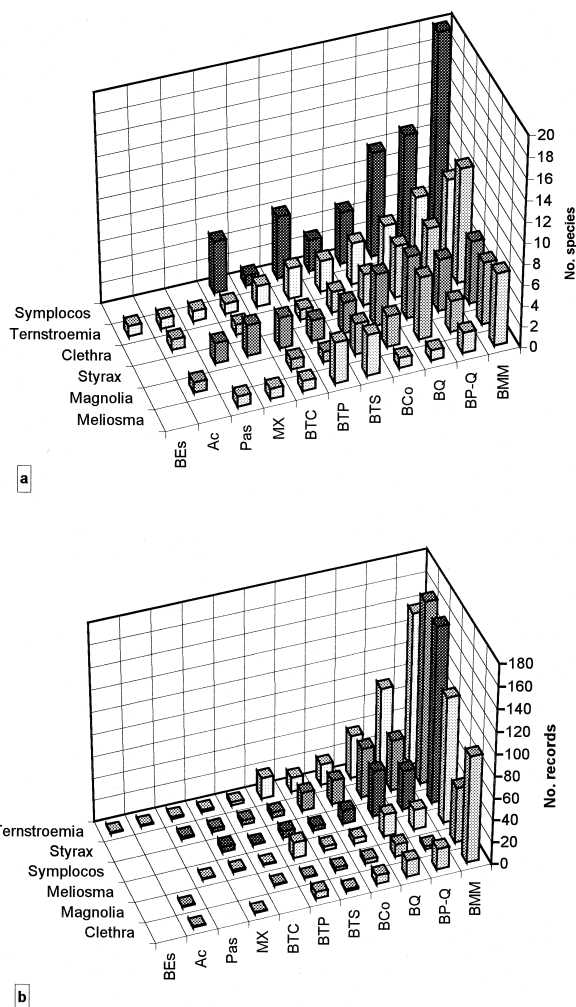 20
18
16
14
12
10
8
6
4
2
0
No. species
Symplocos
Ternstroemia
Clethra
Styrax
Magnolia
Meliosma
BEs
Ac
Pas
MX
BTC
BTP
BTS
BCo
BQ
BP-Q
BMM
a
180
160
140
120
100
80
60
40
20
0
No. records
ernstroemia
Styrax
Symplocos
Meliosma
Magnolia
Clethra
BEs
Ac
Pas
MX
BTC
BTP
BTS
BCo
BQ
BP-Q
BMM
b